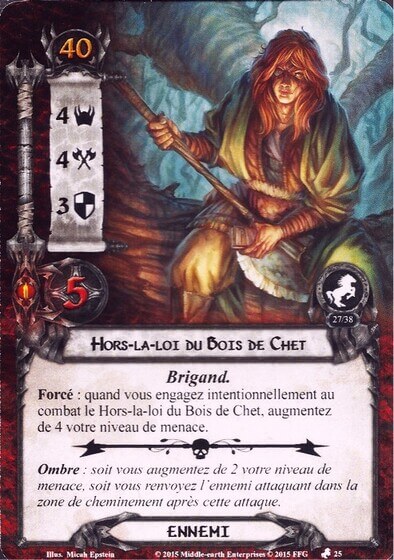 40
4
4
3
5
27/38
Hors-la-loi du Bois de Chet
Brigand.
Forcé : quand vous engagez intentionnellement au
combat le Hors-la-loi du Bois de Chet, augmentez
de 4 votre niveau de menace.
Ombre : soit vous augmentez de 2 votre niveau de
menace, soit vous renvoyez l'ennemi attaquant dans la
zone de cheminement après cette attaque.
ENNEMI
Illus. Micah Epstein © 2015 Middle-earth Enterprises © 2015 FFG 25